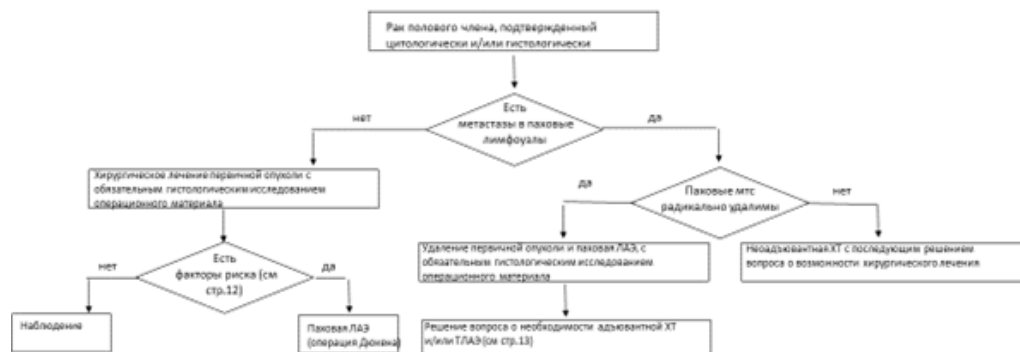 Рак полового члена, подтвержденный
цитологически и/или гистологически
Есть
метастазы в паховые
лимфоузлы
нет
да
Хирургическое лечение первичной опухоли с
обязательным гистологическим исследованием
операционного материала
Паховые мтс
радикально удалимы
да
нет
Удаление первичной опухоли и паховая ЛАЭ, с
обязательным гистологическим исследованием
операционного материала
Неоадъювантная ХТ с последующим решением
вопроса о возможности хирургического лечения
Есть
факторы риска (см
стр.12)
нет
да
Наблюдение
Паховая ЛАЭ
(операция Дюкена)
Решение вопроса о необходимости адъювантной ХТ
и/или ТЛАЭ (см стр.13)